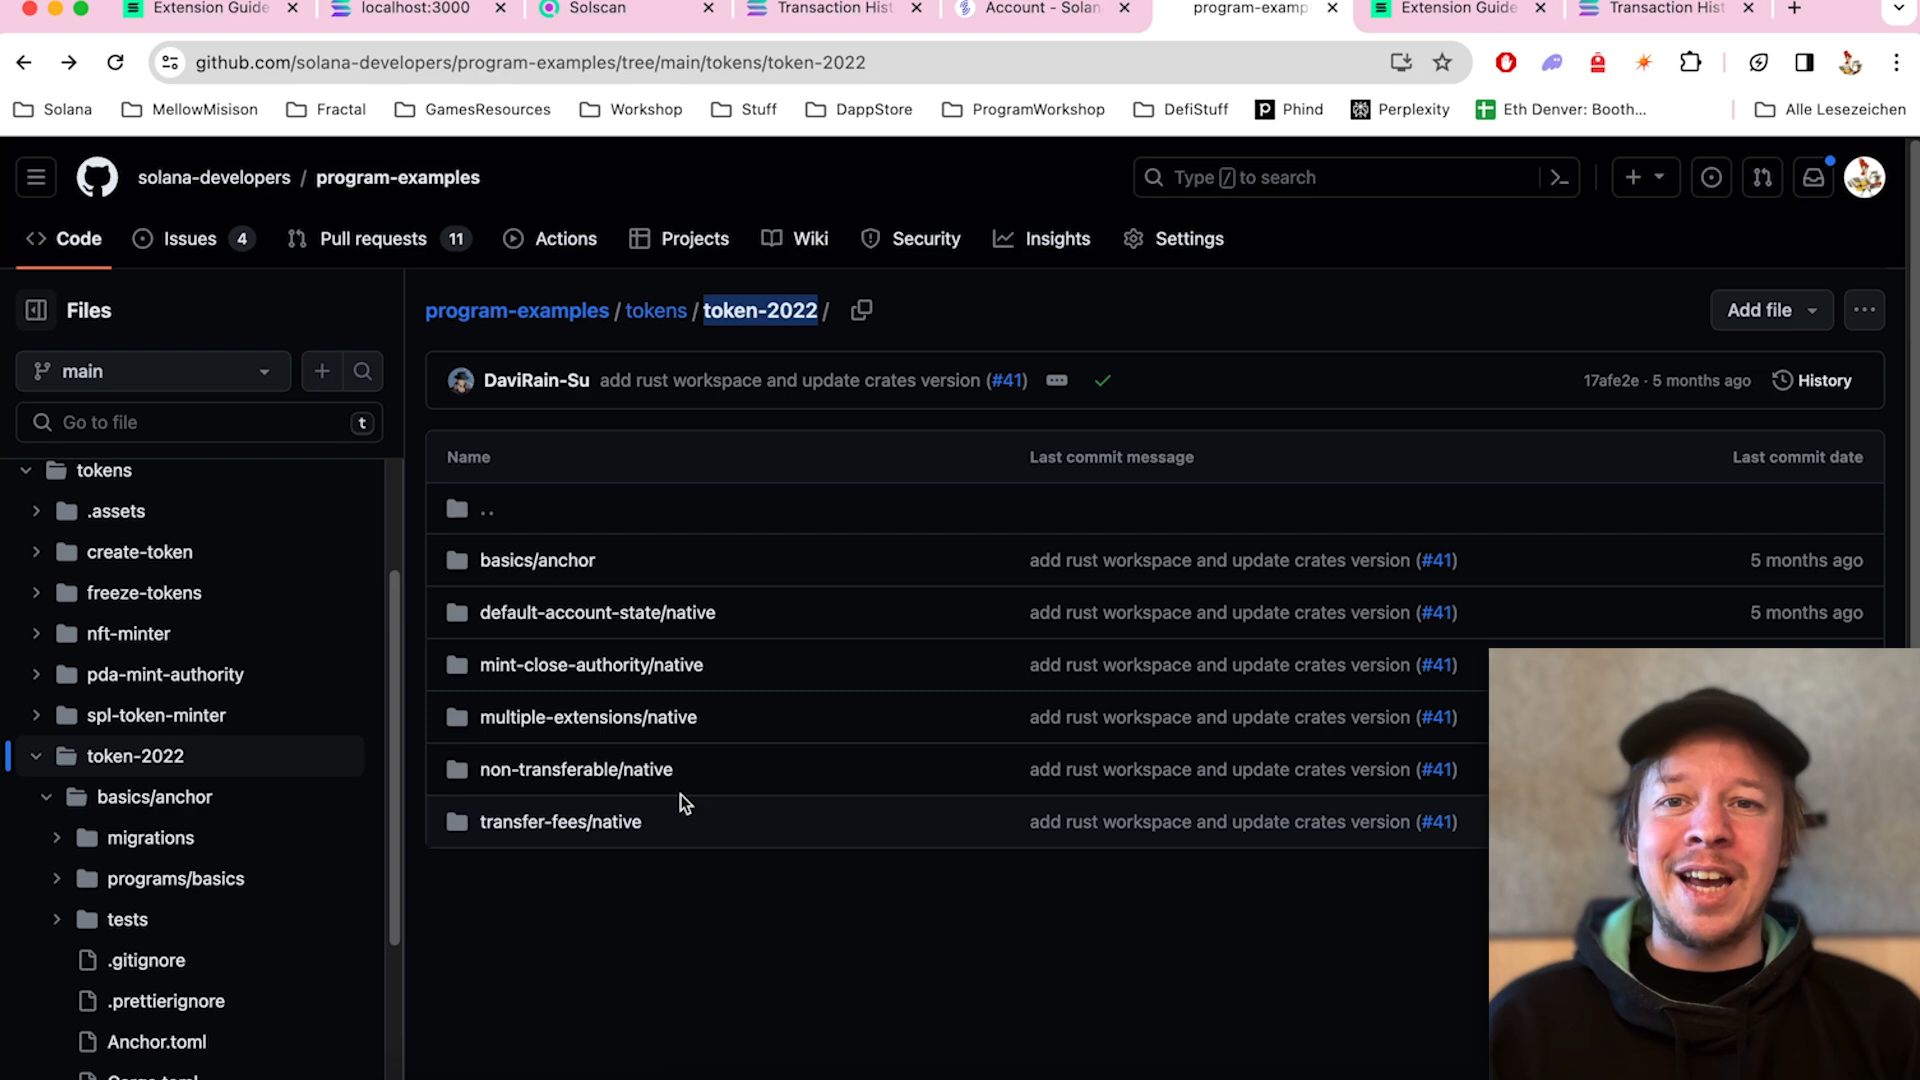 Extension Guide
localhost:3000
Solscan
Transaction Hist
Account - Solan
program-examp
Extension Guide
Transaction Hist
github.com/solana-developers/program-examples/tree/main/tokens/token-2022
Solana
MellowMisison
Fractal
GamesResources
Workshop
Stuff
DappStore
ProgramWorkshop
DefiStuff
Phind
Perplexity
Eth Denver: Booth...
Alle Lesezeichen
solana-developers / program-examples
Type / to search
Code
Issues 4
Pull requests 11
Actions
Projects
Wiki
Security
Insights
Settings
Files
main
Go to file t
tokens
.assets
create-token
freeze-tokens
nft-minter
pda-mint-authority
spl-token-minter
token-2022
basics/anchor
migrations
programs/basics
tests
.gitignore
.prettierignore
Anchor.toml
program-examples / tokens / token-2022 /
Add file
DaviRain-Su add rust workspace and update crates version (#41)
17afe2e · 5 months ago History
Name Last commit message Last commit date
..
basics/anchor add rust workspace and update crates version (#41) 5 months ago
default-account-state/native add rust workspace and update crates version (#41) 5 months ago
mint-close-authority/native add rust workspace and update crates version (#41)
multiple-extensions/native add rust workspace and update crates version (#41)
non-transferable/native add rust workspace and update crates version (#41)
transfer-fees/native add rust workspace and update crates version (#41)